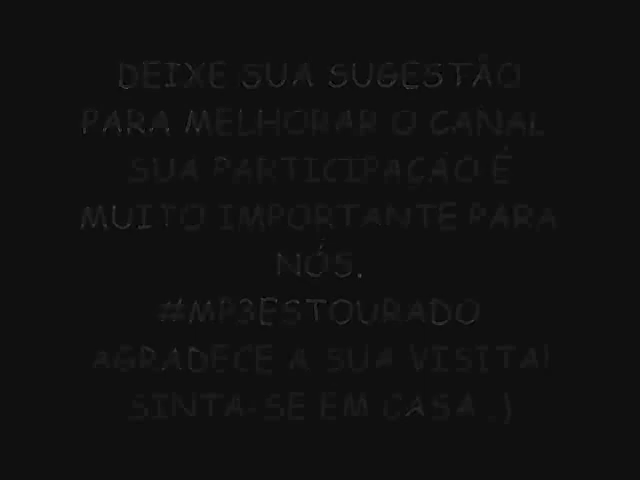 DEIXE SUA SUGESTÃO
PARA MELHORAR O CANAL
SUA PARTICIPAÇÃO É
MUITO IMPORTANTE PARA
NÓS.
#MP3ESTOURADO
AGRADECE A SUA VISITA!
SINTA-SE EM CASA :)